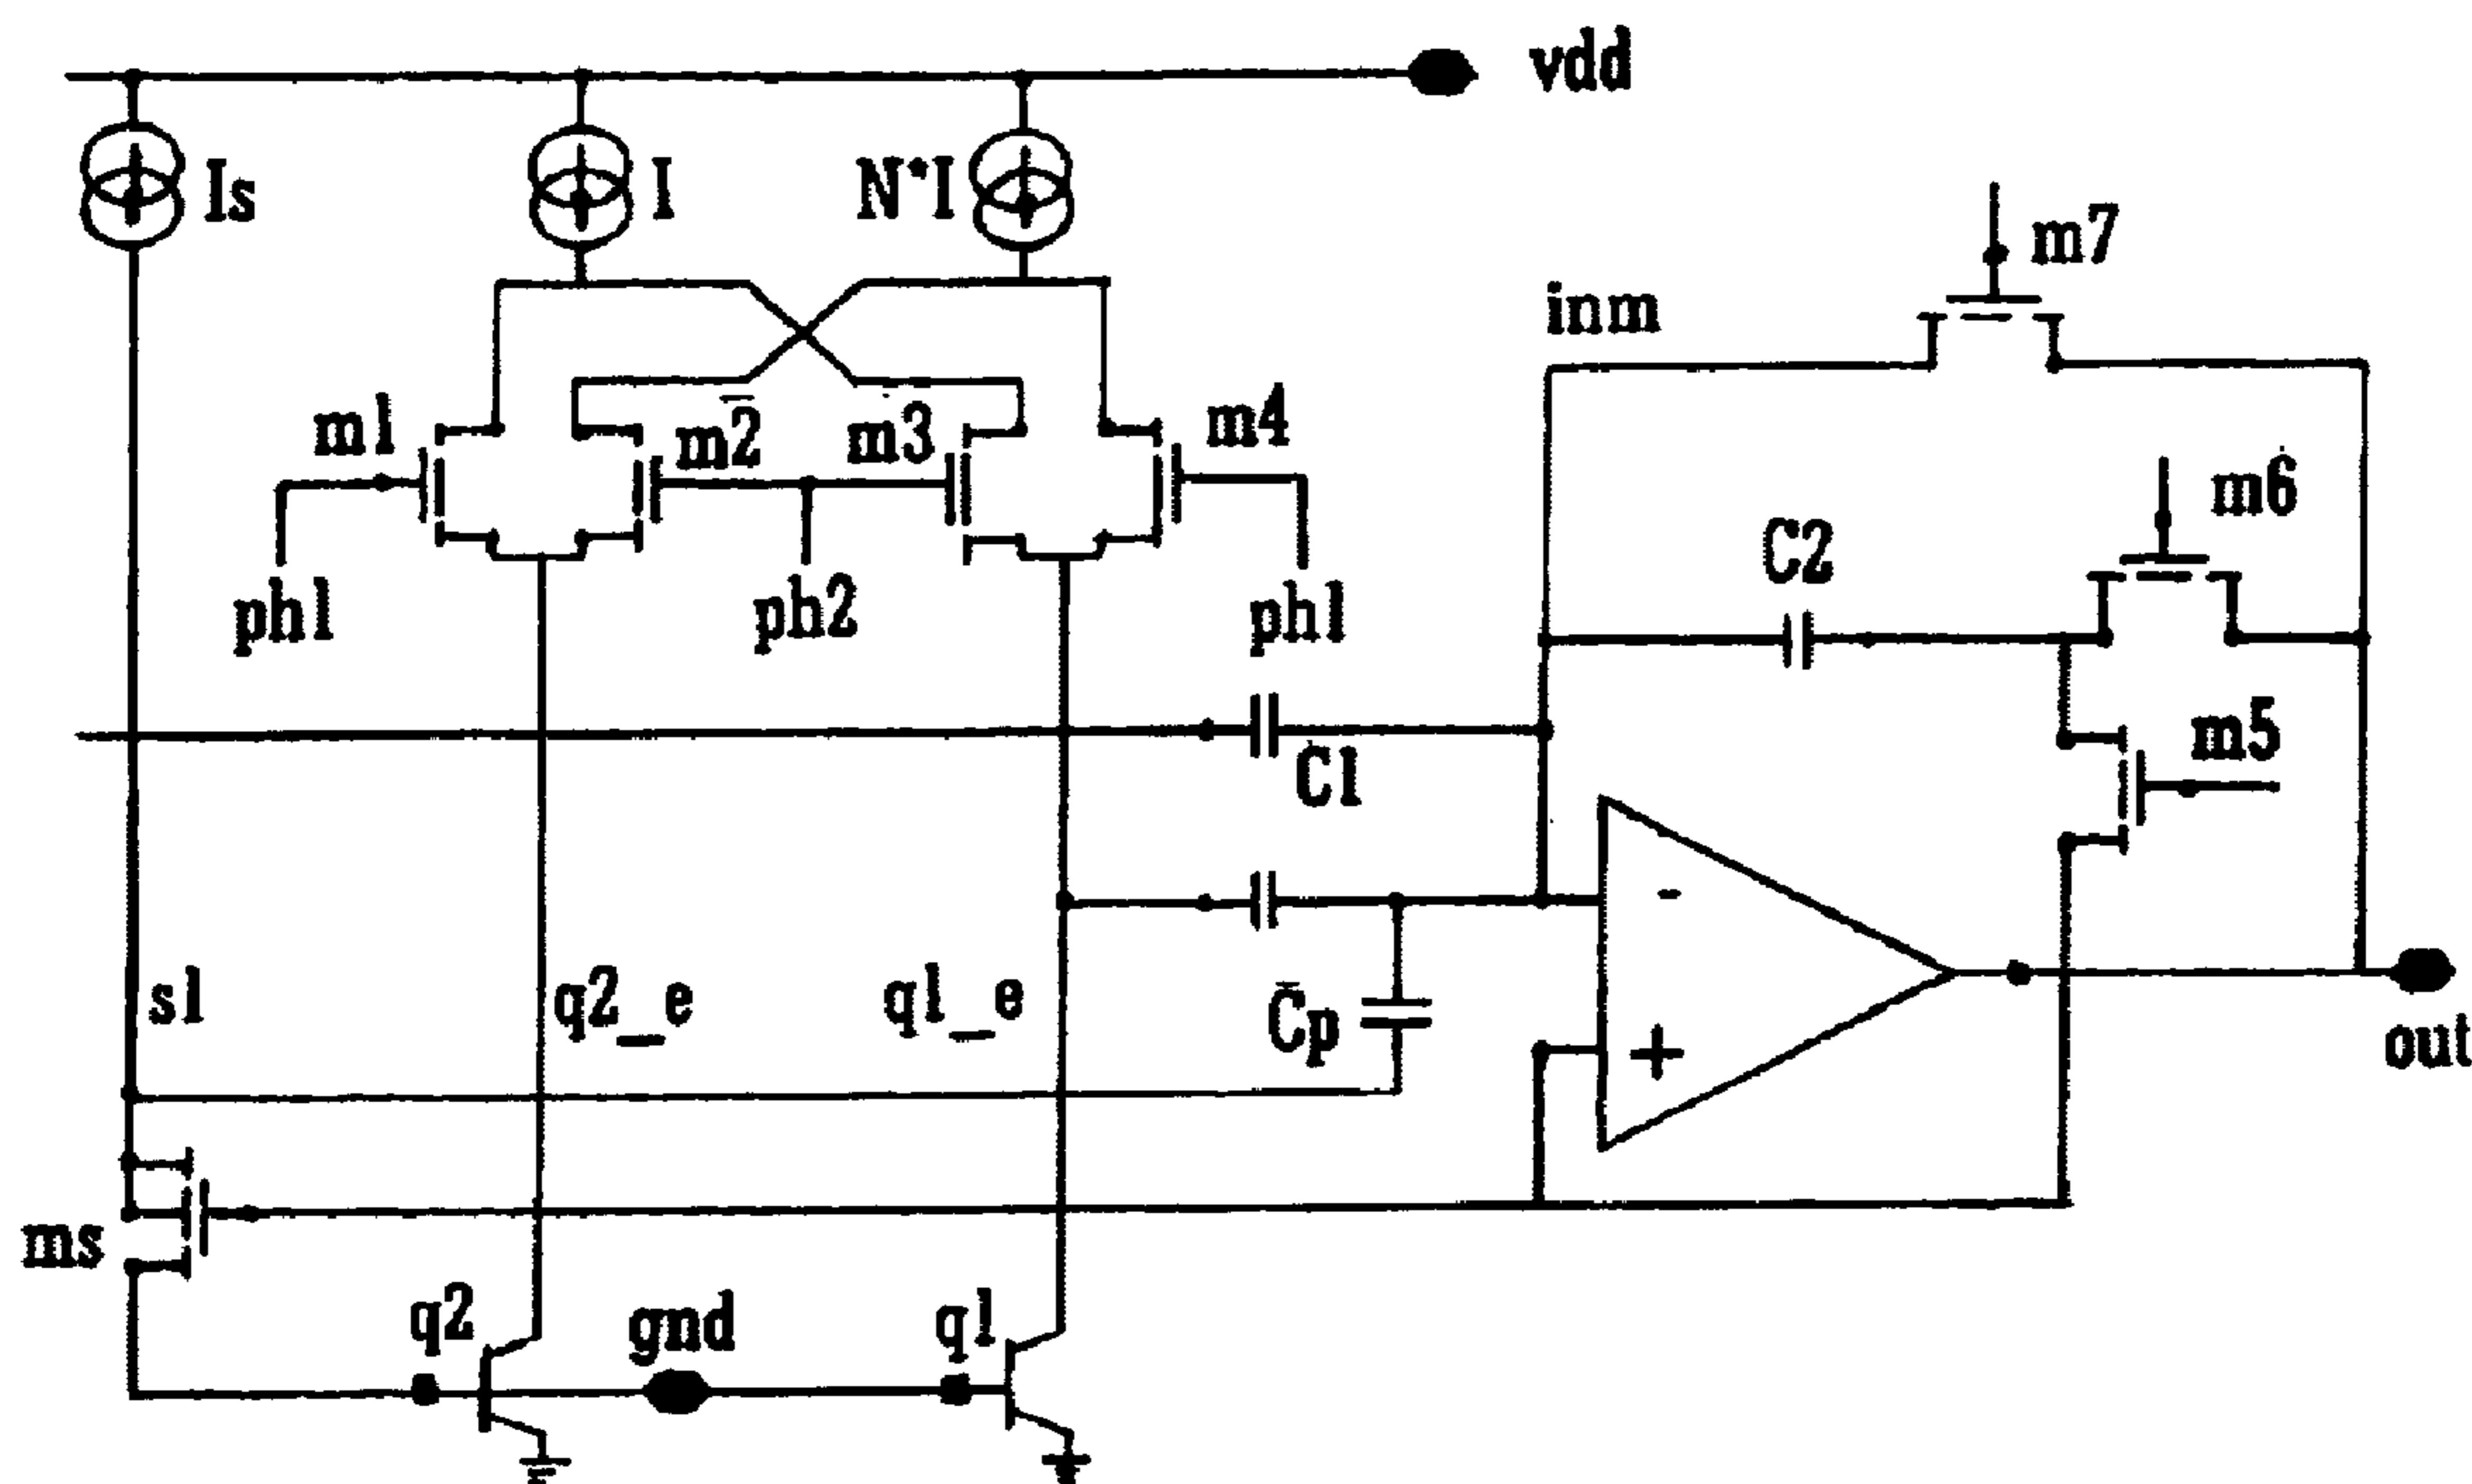 vdd
Is
I
N*I
m7
inm
m1
m2
m3
m4
m6
C2
ph1
ph2
ph1
m5
C1
s1
q2_e
q1_e
Cp
-
+
out
ms
q2
gnd
q1